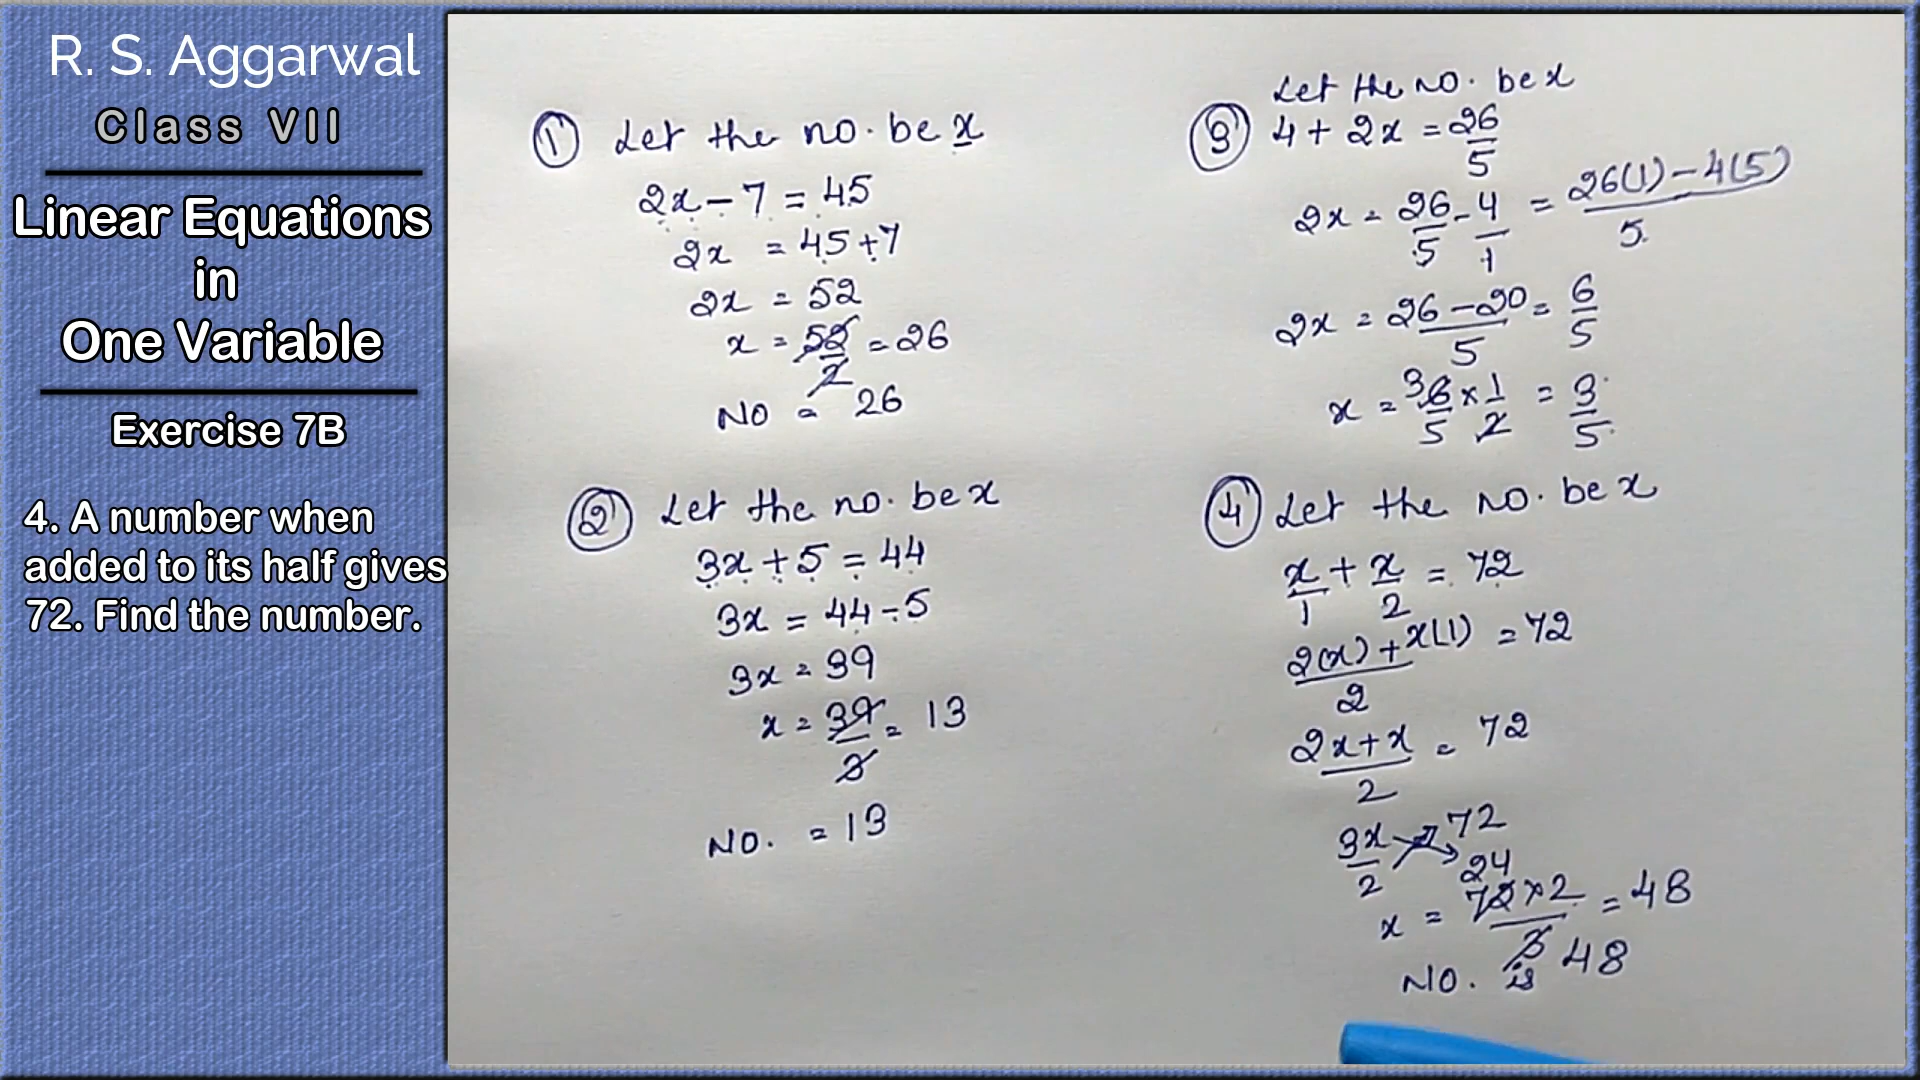 R. S. Aggarwal
Class VII
Linear Equations
in
One Variable
Exercise 7B
4. A number when
added to its half gives
72. Find the number.
① Let the no. be x
2x - 7 = 45
2x = 45 + 7
2x = 52
x = 52/2 = 26
NO = 26
② Let the no. be x
3x + 5 = 44
3x = 44 - 5
3x = 39
x = 39/3 = 13
NO. = 13
Let the no. be x
③ 4 + 2x = 26/5
2x = 26/5 - 4/1 = 26(1) - 4(5)/5
2x = 26 - 20/5 = 6/5
x = 3 6/5 × 1/2 = 3/5
④ Let the no. be x
x/1 + x/2 = 72
2(x) + x(1)/2 = 72
2x + x/2 = 72
3x/2 = 72
24
x = 72 × 2/3 = 48
NO. is 48